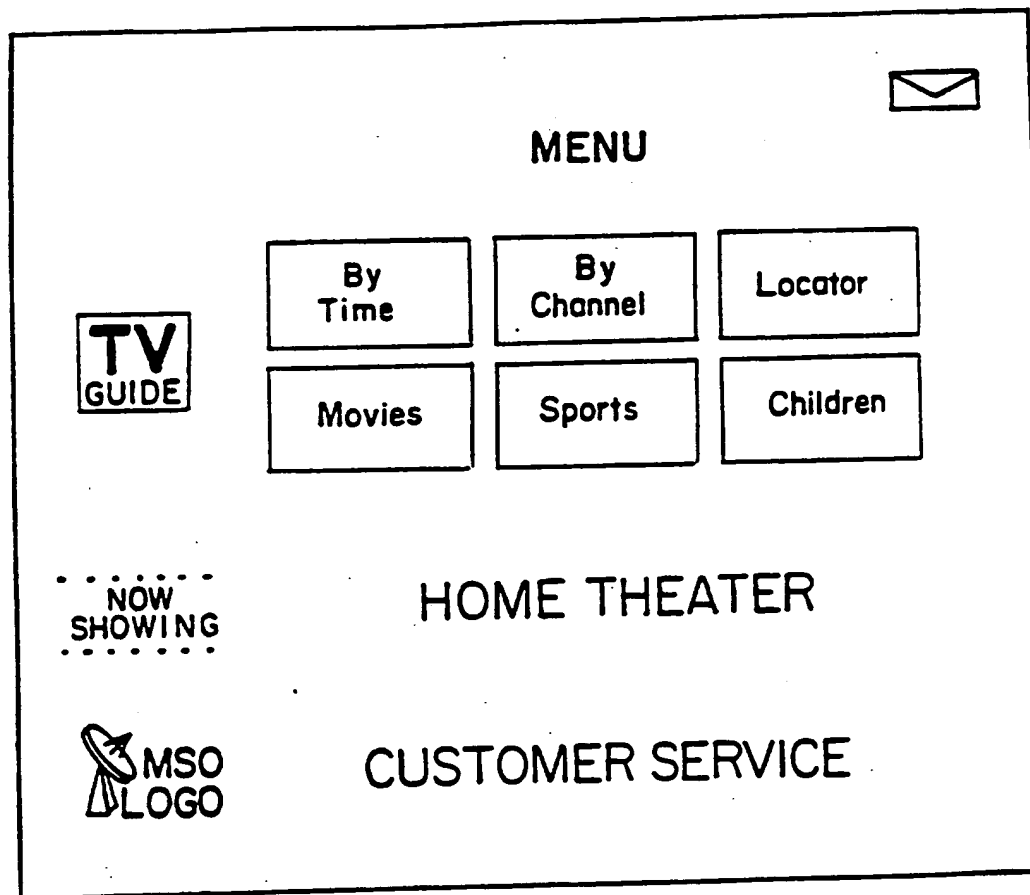 MENU
By
Time
By
Channel
Locator
TV
GUIDE
Movies
Sports
Children
NOW
SHOWING
HOME THEATER
MSO
LOGO
CUSTOMER SERVICE